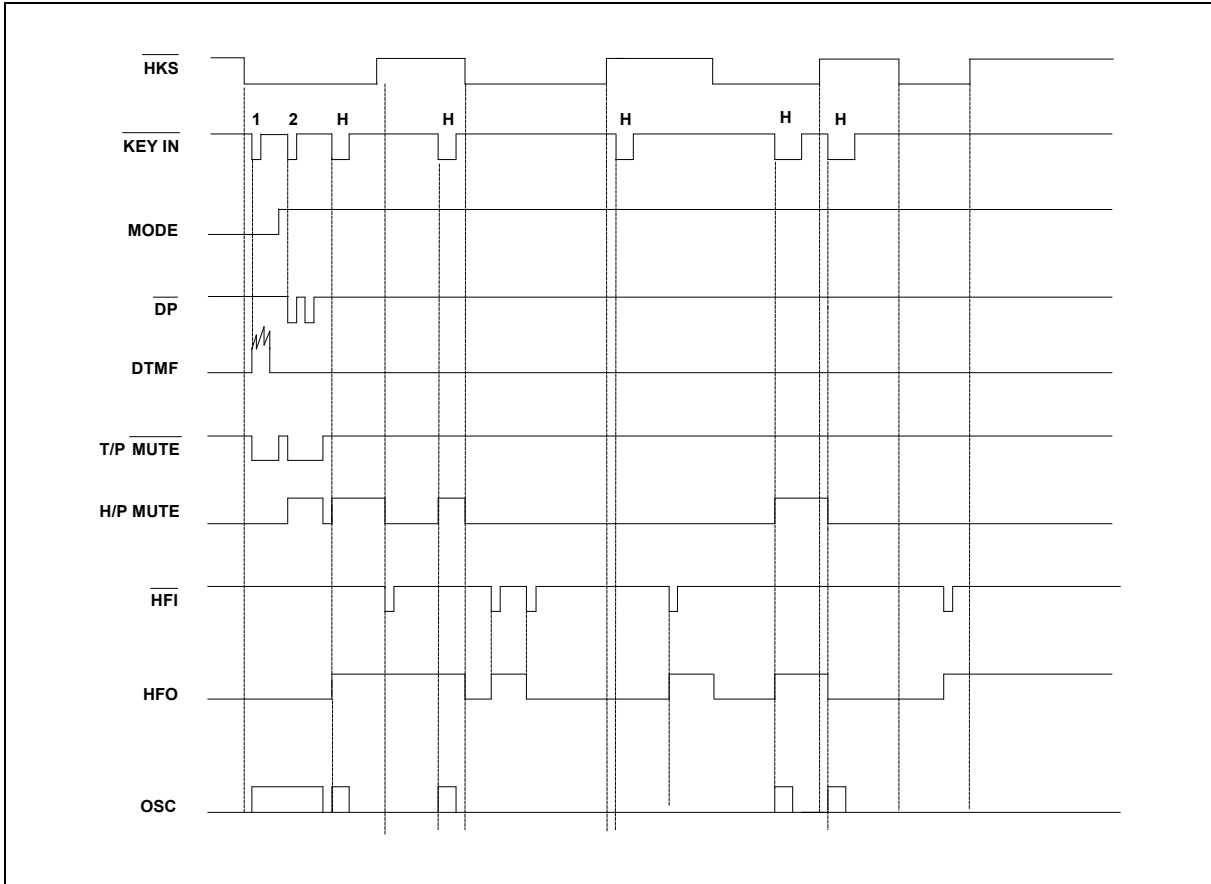 HKS
1 2 H H H H H
KEY IN
MODE
DP
DTMF
T/P MUTE
H/P MUTE
HFI
HFO
OSC